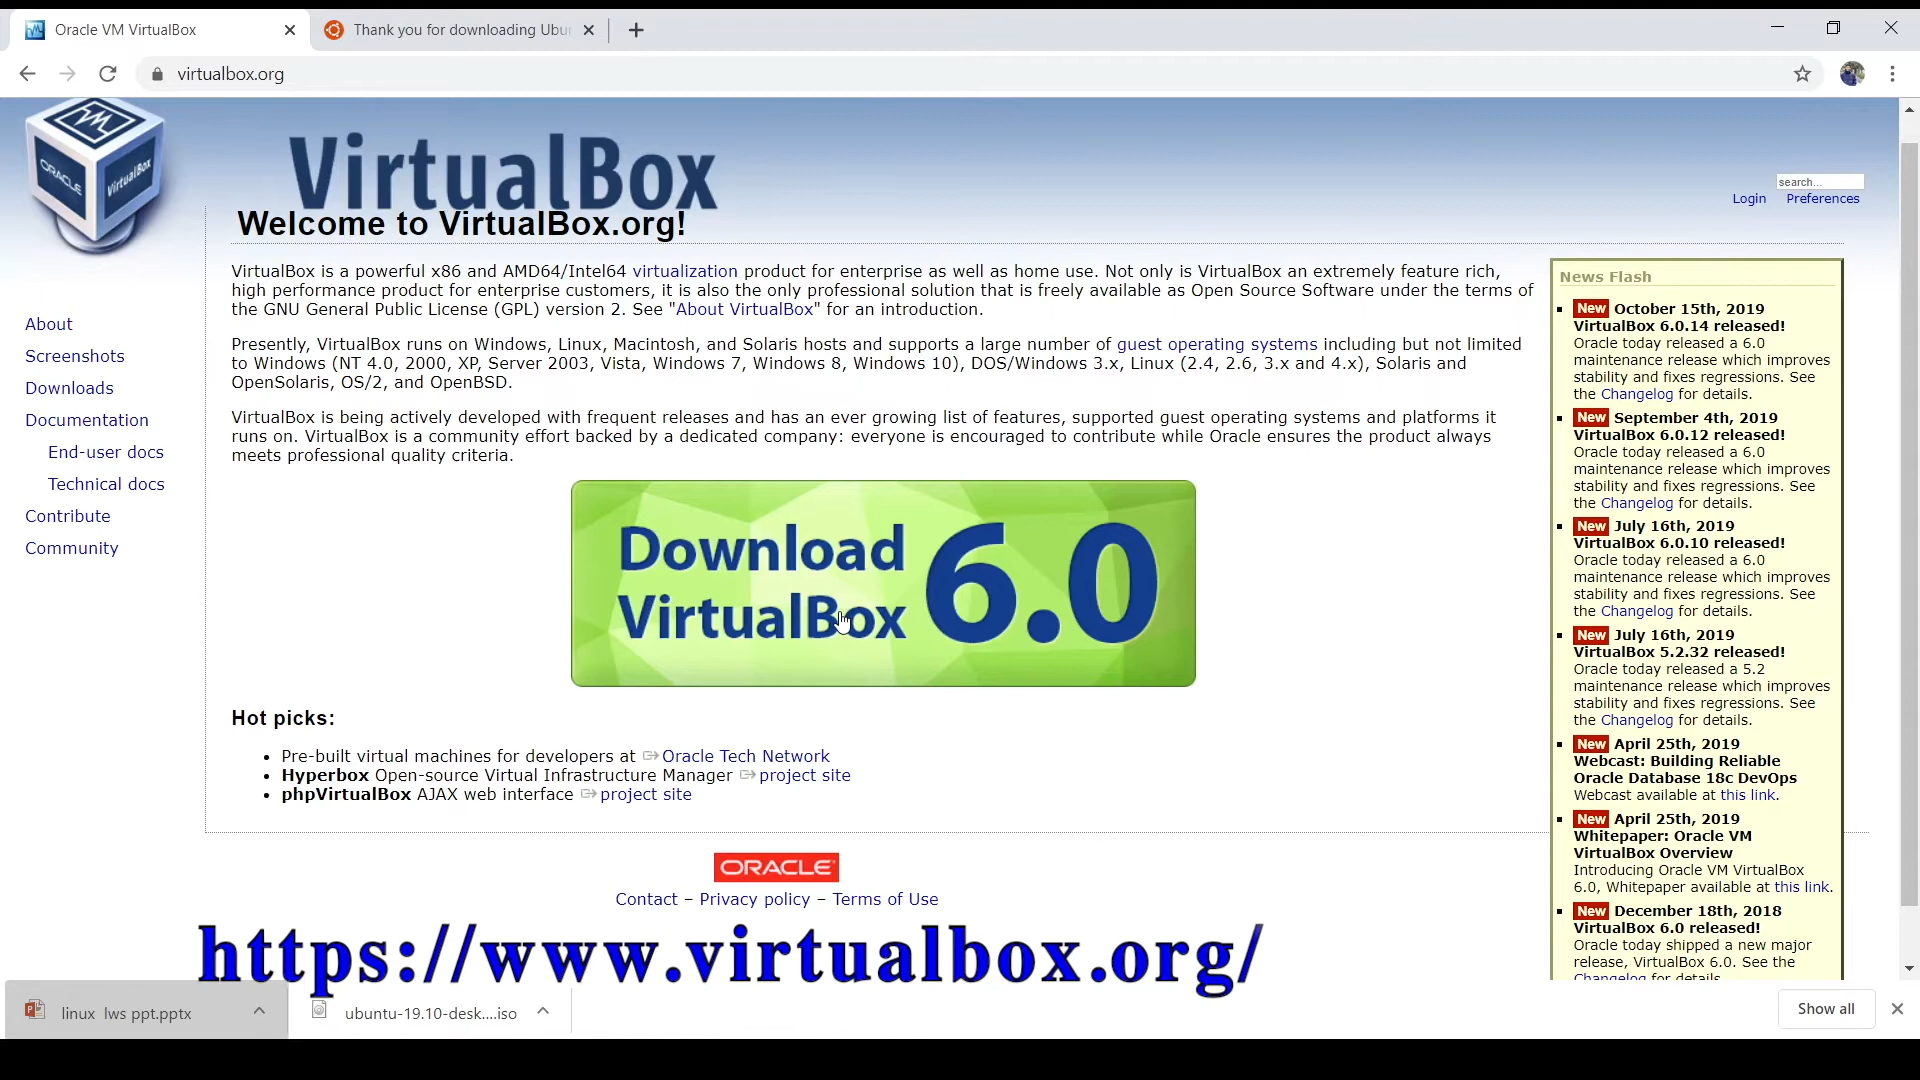 Oracle VM VirtualBox
Thank you for downloading Ubu
virtualbox.org
ORACLE
VirtualBox
VirtualBox
search...
Login Preferences
Welcome to VirtualBox.org!
About
Screenshots
Downloads
Documentation
End-user docs
Technical docs
Contribute
Community
VirtualBox is a powerful x86 and AMD64/Intel64 virtualization product for enterprise as well as home use. Not only is VirtualBox an extremely feature rich,
high performance product for enterprise customers, it is also the only professional solution that is freely available as Open Source Software under the terms of
the GNU General Public License (GPL) version 2. See "About VirtualBox" for an introduction.
Presently, VirtualBox runs on Windows, Linux, Macintosh, and Solaris hosts and supports a large number of guest operating systems including but not limited
to Windows (NT 4.0, 2000, XP, Server 2003, Vista, Windows 7, Windows 8, Windows 10), DOS/Windows 3.x, Linux (2.4, 2.6, 3.x and 4.x), Solaris and
OpenSolaris, OS/2, and OpenBSD.
VirtualBox is being actively developed with frequent releases and has an ever growing list of features, supported guest operating systems and platforms it
runs on. VirtualBox is a community effort backed by a dedicated company: everyone is encouraged to contribute while Oracle ensures the product always
meets professional quality criteria.
Download
VirtualBox 6.0
Hot picks:
• Pre-built virtual machines for developers at Oracle Tech Network
• Hyperbox Open-source Virtual Infrastructure Manager project site
• phpVirtualBox AJAX web interface project site
News Flash
New October 15th, 2019
VirtualBox 6.0.14 released!
Oracle today released a 6.0
maintenance release which improves
stability and fixes regressions. See
the Changelog for details.
New September 4th, 2019
VirtualBox 6.0.12 released!
Oracle today released a 6.0
maintenance release which improves
stability and fixes regressions. See
the Changelog for details.
New July 16th, 2019
VirtualBox 6.0.10 released!
Oracle today released a 6.0
maintenance release which improves
stability and fixes regressions. See
the Changelog for details.
New July 16th, 2019
VirtualBox 5.2.32 released!
Oracle today released a 5.2
maintenance release which improves
stability and fixes regressions. See
the Changelog for details.
New April 25th, 2019
Webcast: Building Reliable
Oracle Database 18c DevOps
Webcast available at this link.
New April 25th, 2019
Whitepaper: Oracle VM
VirtualBox Overview
Introducing Oracle VM VirtualBox
6.0, Whitepaper available at this link.
New December 18th, 2018
VirtualBox 6.0 released!
Oracle today shipped a new major
release, VirtualBox 6.0. See the
Changelog for details
ORACLE
Contact – Privacy policy – Terms of Use
https://www.virtualbox.org/
linux lws ppt.pptx
ubuntu-19.10-desk....iso
Show all